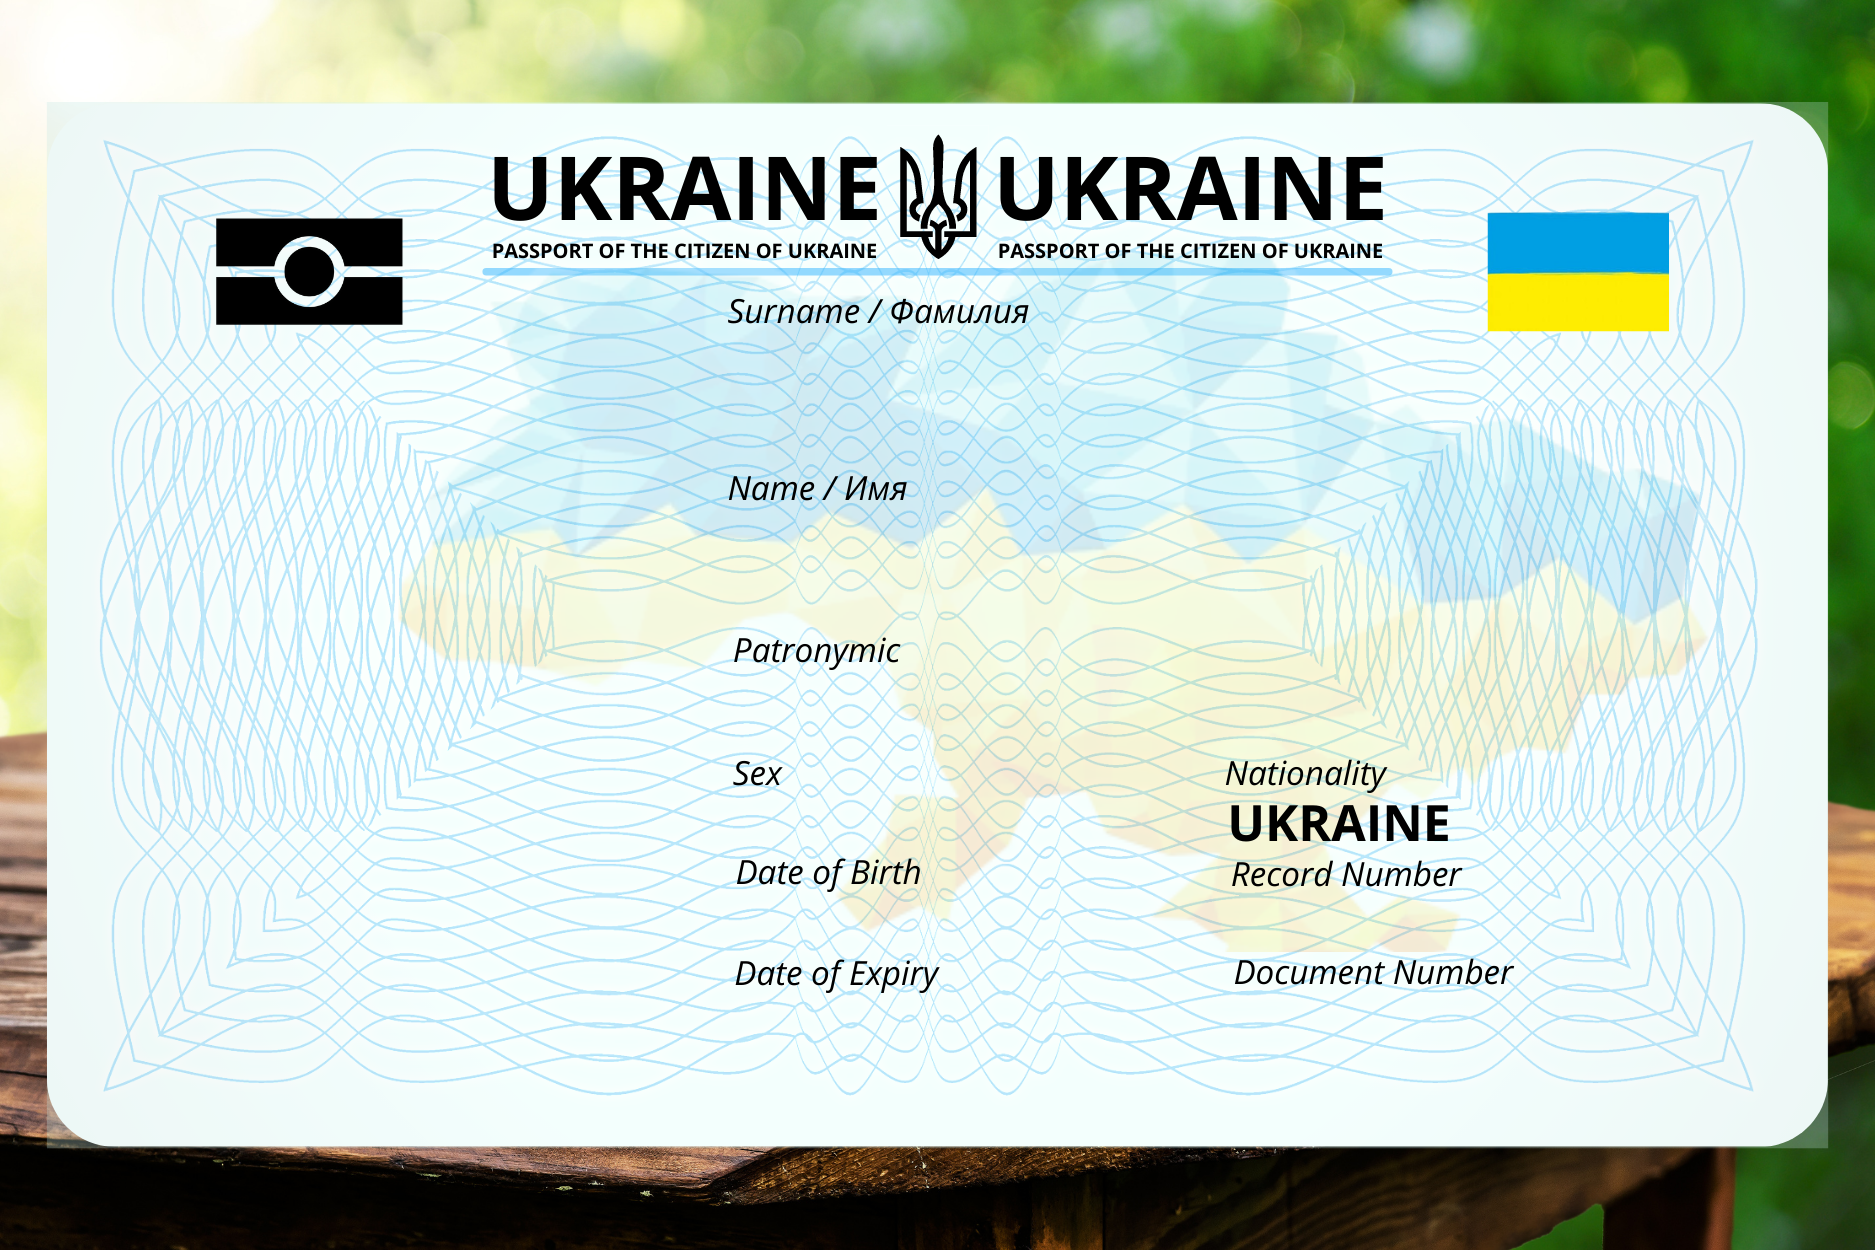 UKRAINE UKRAINE
PASSPORT OF THE CITIZEN OF UKRAINE PASSPORT OF THE CITIZEN OF UKRAINE
Surname / Фамилия
Name / Имя
Patronymic
Sex Nationality
UKRAINE
Date of Birth Record Number
Date of Expiry Document Number